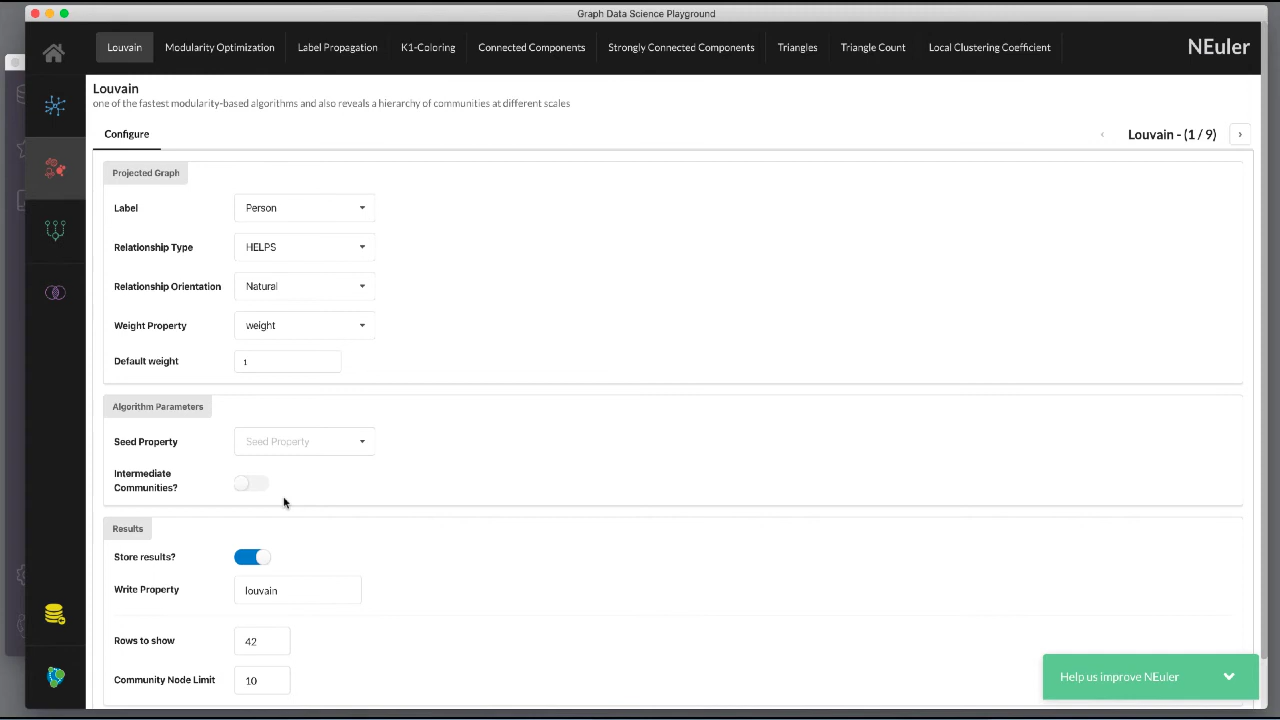 Graph Data Science Playground
Louvain Modularity Optimization Label Propagation K1-Coloring Connected Components Strongly Connected Components Triangles Triangle Count Local Clustering Coefficient NEuler
Louvain
one of the fastest modularity-based algorithms and also reveals a hierarchy of communities at different scales
Configure Louvain - (1 / 9)
Projected Graph
Label Person
Relationship Type HELPS
Relationship Orientation Natural
Weight Property weight
Default weight 1
Algorithm Parameters
Seed Property Seed Property
Intermediate
Communities?
Results
Store results?
Write Property louvain
Rows to show 42
Community Node Limit 10
Help us improve NEuler